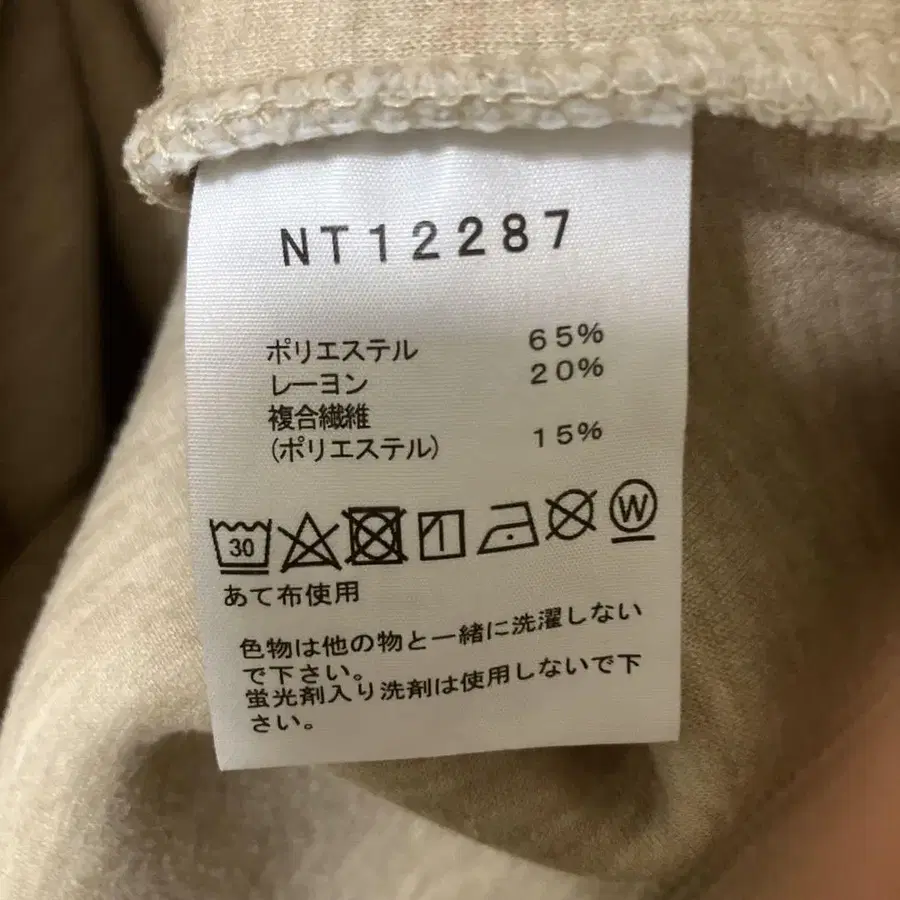 NT12287
ポリエステル 65%
レーヨン 20%
複合繊維
(ポリエステル) 15%
30 W
あて布使用
色物は他の物と一緒に洗濯しない
で下さい。
蛍光剤入り洗剤は使用しないで下
さい。